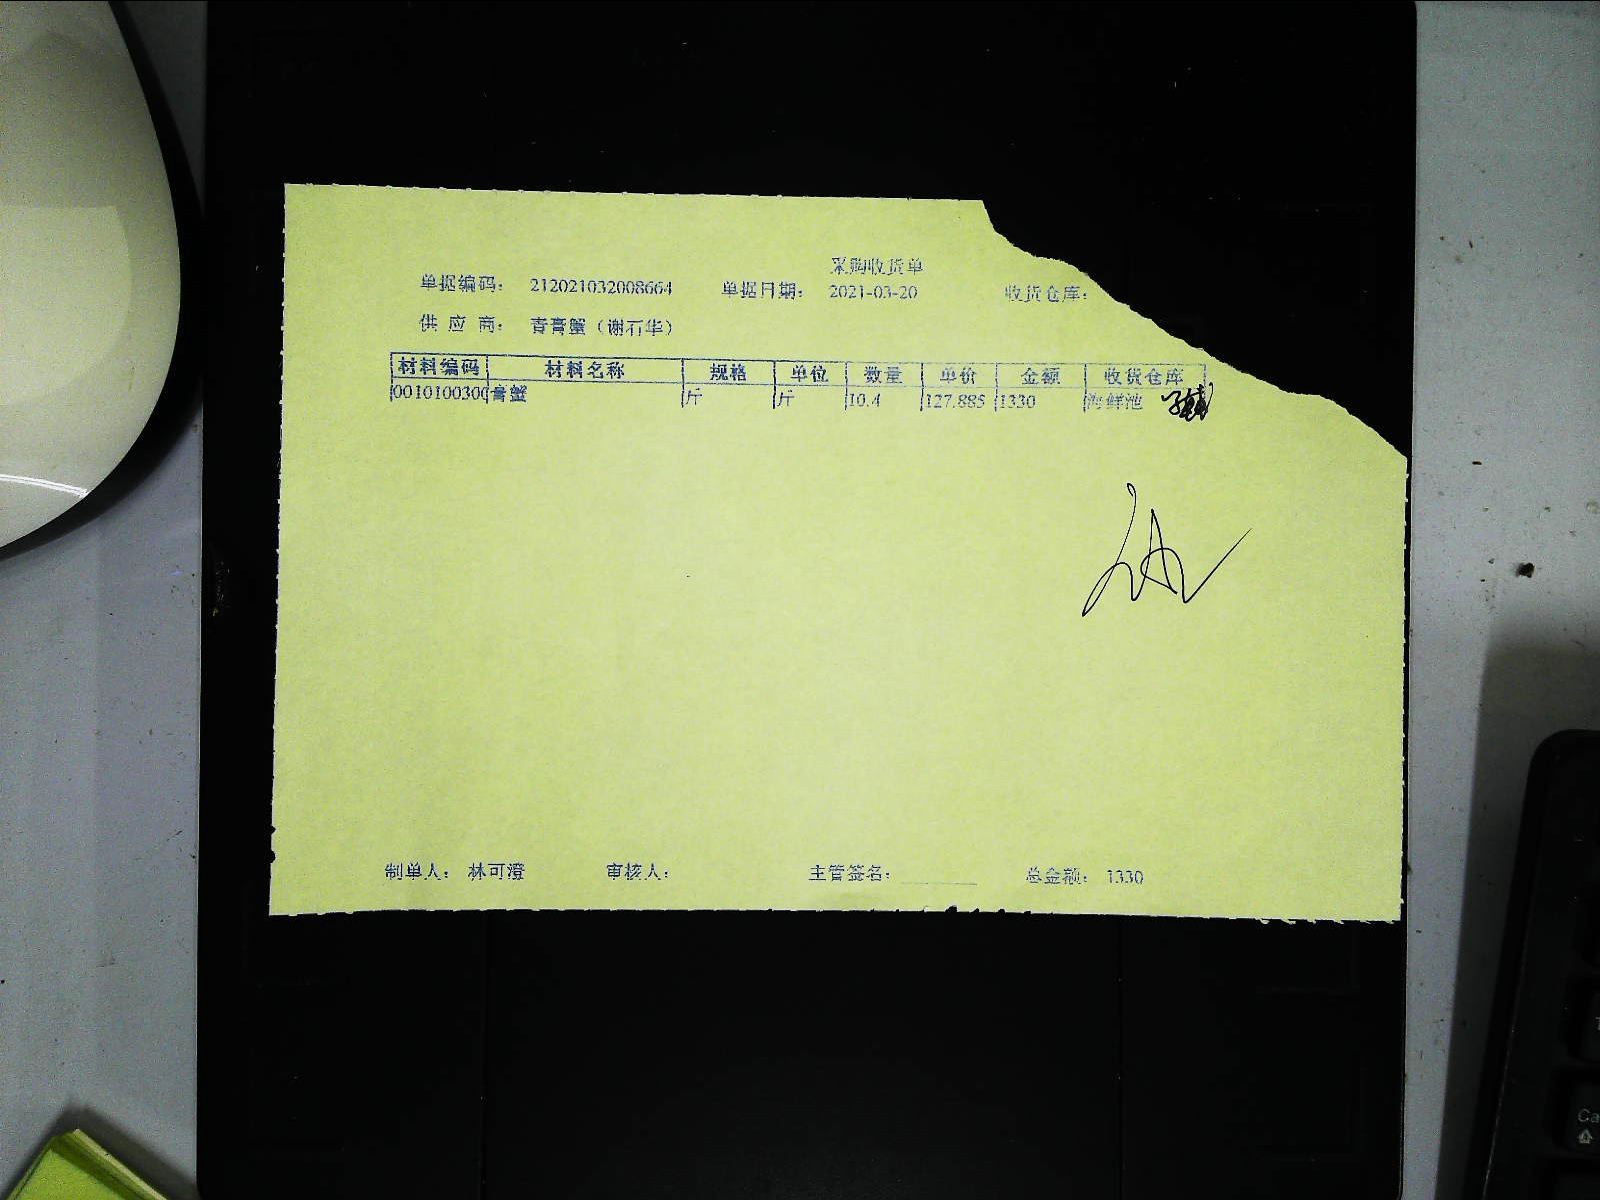 采购收货单
单据编码： 212021032008664 单据日期： 2021-03-20 收货仓库：
供 应 商： 青膏蟹（谢石华）
材料编码 材料名称 规格 单位 数量 单价 金额 收货仓库
0010100300 膏蟹 斤 斤 10.4 127.885 1330 海鲜池
制单人： 林可澄 审核人： 主管签名： 总金额： 1330